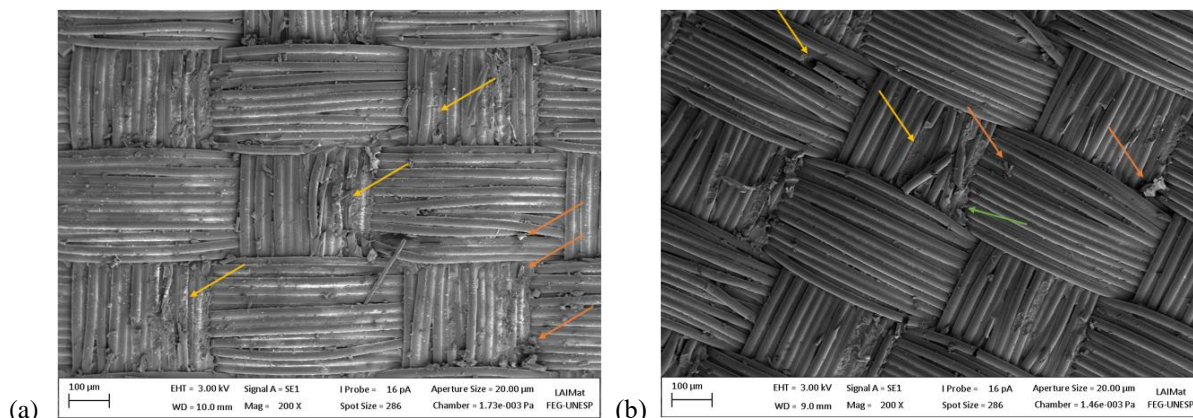 (a)
100 µm
EHT = 3.00 kV
Signal A = SE1
I Probe = 16 pA
Aperture Size = 20.00 µm
LAIMat
WD = 10.0 mm
Mag = 200 X
Spot Size = 286
Chamber = 1.73e-003 Pa
FEG-UNESP
(b)
100 µm
EHT = 3.00 kV
Signal A = SE1
I Probe = 16 pA
Aperture Size = 20.00 µm
LAIMat
WD = 9.0 mm
Mag = 200 X
Spot Size = 286
Chamber = 1.46e-003 Pa
FEG-UNESP